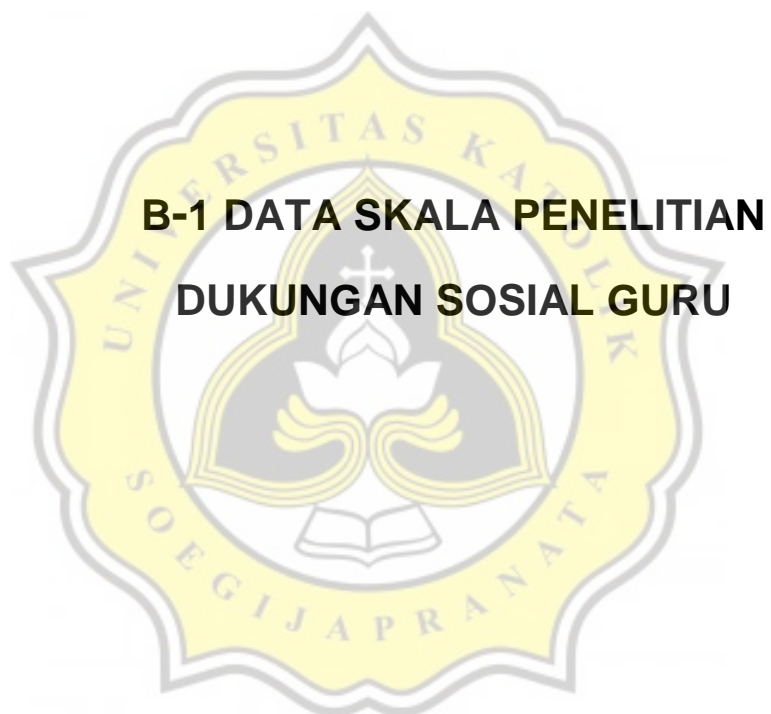 B-1 DATA SKALA PENELITIAN
DUKUNGAN SOSIAL GURU
UNIVERSITAS KATOLIK
SOEGIJAPRANATA